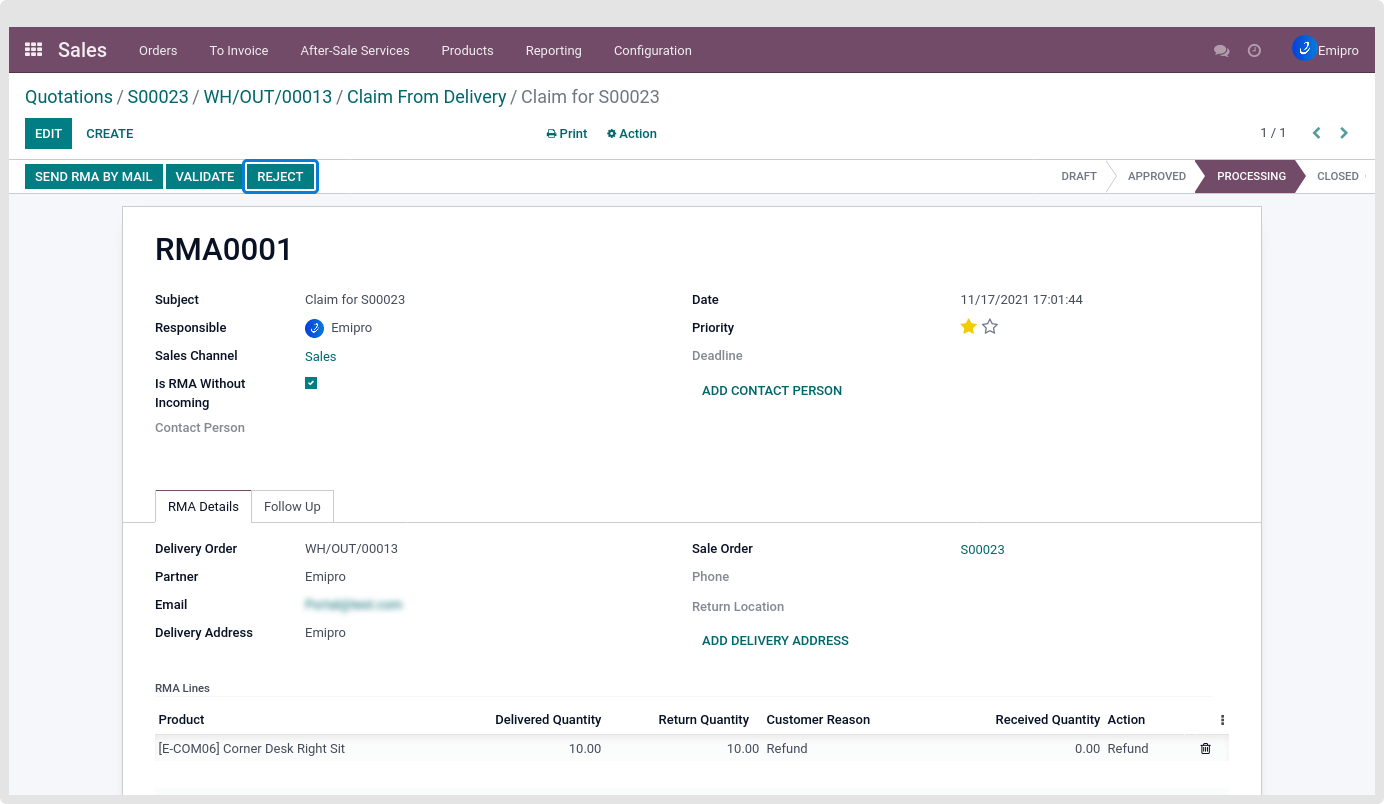 Sales Orders To Invoice After-Sale Services Products Reporting Configuration Emipro
Quotations / S00023 / WH/OUT/00013 / Claim From Delivery / Claim for S00023
EDIT CREATE Print Action 1 / 1
SEND RMA BY MAIL VALIDATE REJECT DRAFT APPROVED PROCESSING CLOSED
RMA0001
Subject Claim for S00023 Date 11/17/2021 17:01:44
Responsible Emipro Priority
Sales Channel Sales Deadline
Is RMA Without
Incoming
ADD CONTACT PERSON
Contact Person
RMA Details Follow Up
Delivery Order WH/OUT/00013 Sale Order S00023
Partner Emipro Phone
Email Return Location
Delivery Address Emipro
ADD DELIVERY ADDRESS
RMA Lines
Product Delivered Quantity Return Quantity Customer Reason Received Quantity Action
[E-COM06] Corner Desk Right Sit 10.00 10.00 Refund 0.00 Refund